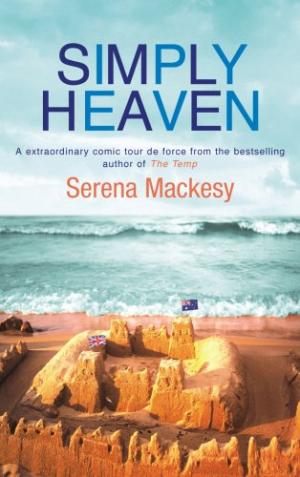 SIMPLY
HEAVEN
A extraordinary comic tour de force from the bestselling
author of The Temp
Serena Mackesy